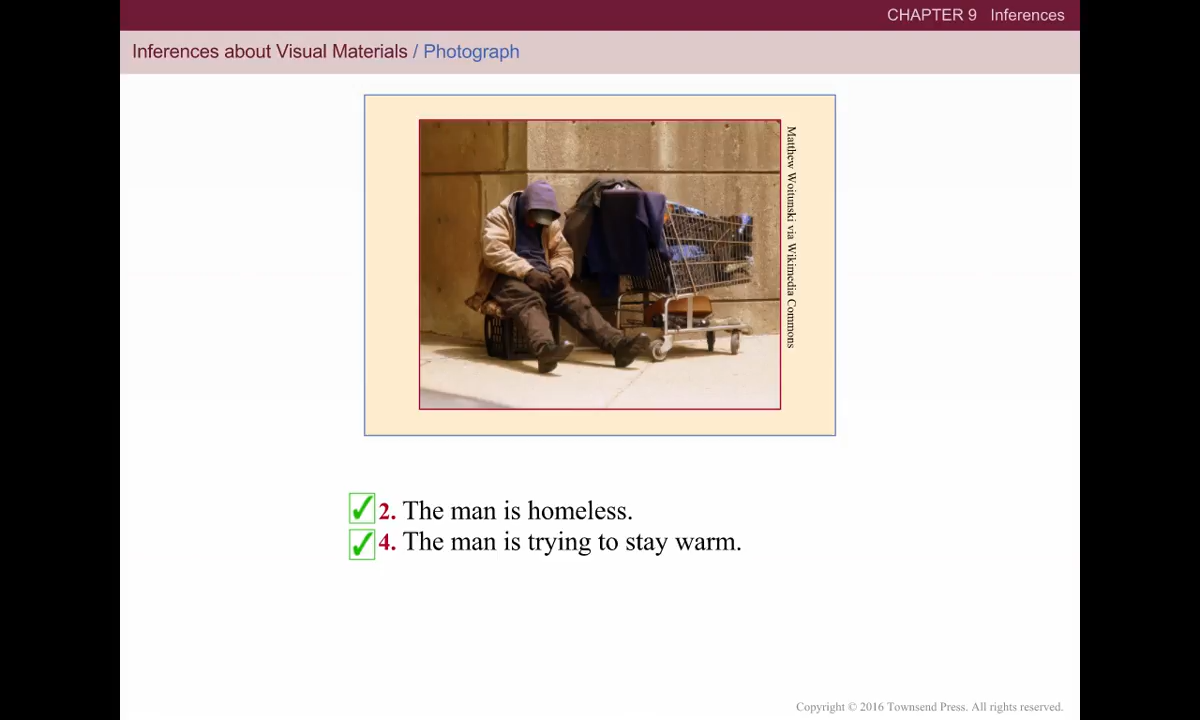 CHAPTER 9 Inferences
Inferences about Visual Materials / Photograph
Matthew Woitunski via Wikimedia Commons
✓ 2. The man is homeless.
✓ 4. The man is trying to stay warm.
Copyright © 2016 Townsend Press. All rights reserved.